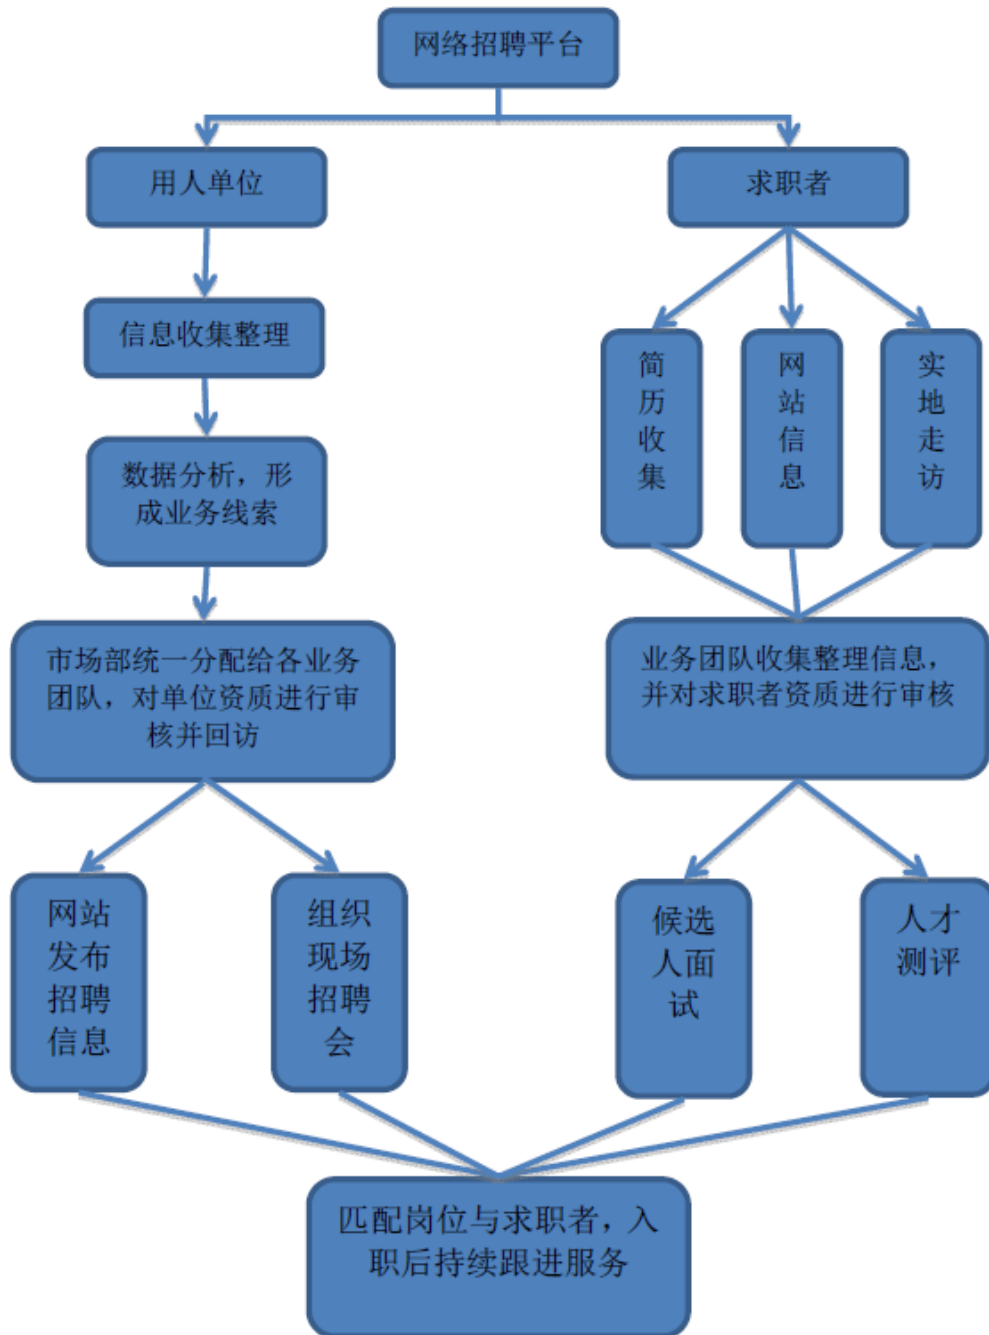 网络招聘平台
用人单位
求职者
信息收集整理
简
历
收
集
网
站
信
息
实
地
走
访
数据分析，形
成业务线索
市场部统一分配给各业务
团队，对单位资质进行审
核并回访
业务团队收集整理信息，
并对求职者资质进行审核
网站
发布
招聘
信息
组织
现场
招聘
会
候选
人面
试
人才
测评
匹配岗位与求职者，入
职后持续跟进服务